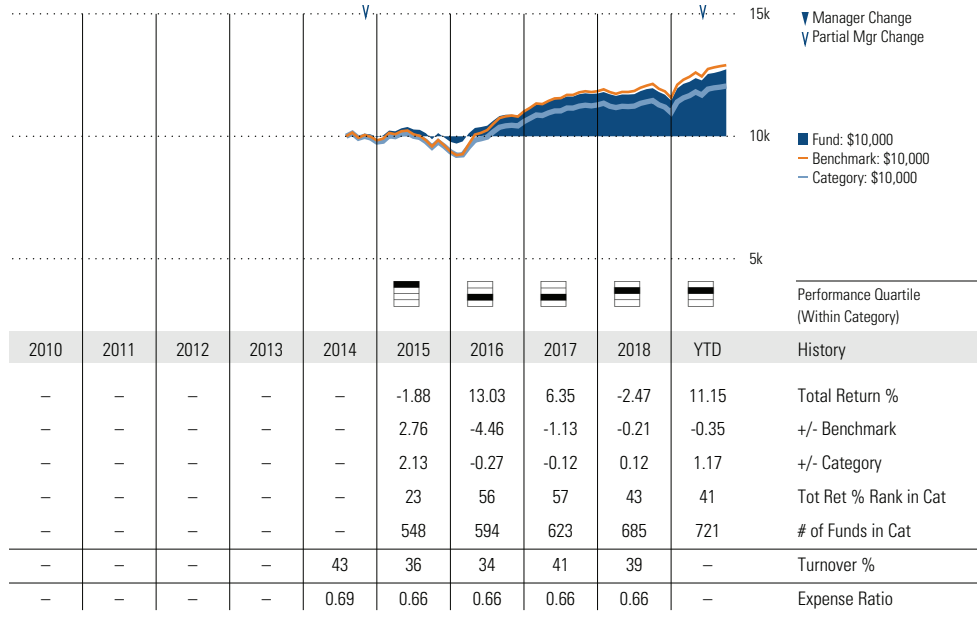 15k
▼ Manager Change
V Partial Mgr Change
10k
Fund: $10,000
Benchmark: $10,000
Category: $10,000
5k
Performance Quartile
(Within Category)
2010 2011 2012 2013 2014 2015 2016 2017 2018 YTD History
– – – – – -1.88 13.03 6.35 -2.47 11.15 Total Return %
– – – – – 2.76 -4.46 -1.13 -0.21 -0.35 +/- Benchmark
– – – – – 2.13 -0.27 -0.12 0.12 1.17 +/- Category
– – – – – 23 56 57 43 41 Tot Ret % Rank in Cat
– – – – – 548 594 623 685 721 # of Funds in Cat
– – – – 43 36 34 41 39 – Turnover %
– – – – 0.69 0.66 0.66 0.66 0.66 – Expense Ratio